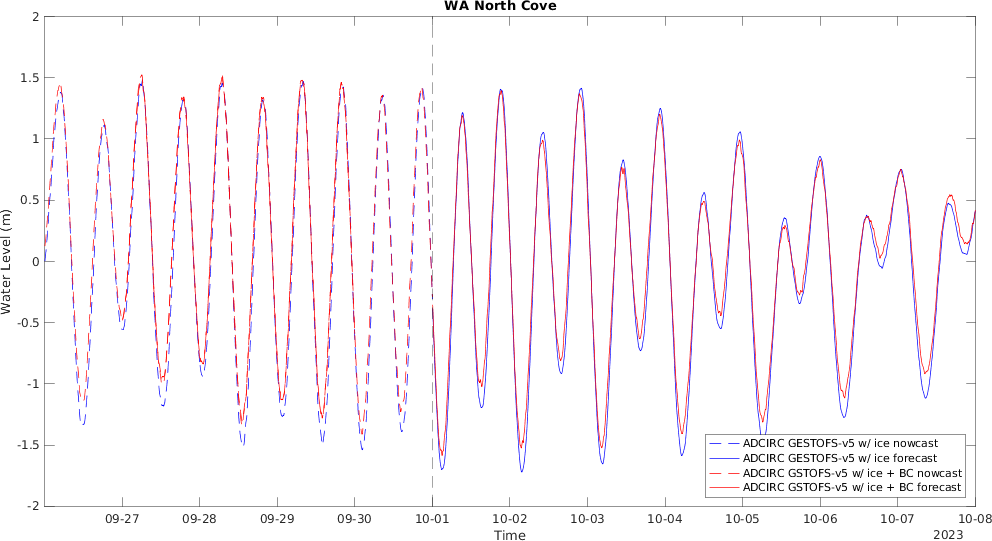 WA North Cove
2
1.5
1
0.5
0
-0.5
-1
-1.5
-2
Water Level (m)
ADCIRC GESTOFS-v5 w/ ice nowcast
ADCIRC GESTOFS-v5 w/ ice forecast
ADCIRC GSTOFS-v5 w/ ice + BC nowcast
ADCIRC GSTOFS-v5 w/ ice + BC forecast
09-27 09-28 09-29 09-30 10-01 10-02 10-03 10-04 10-05 10-06 10-07 10-08
Time
2023